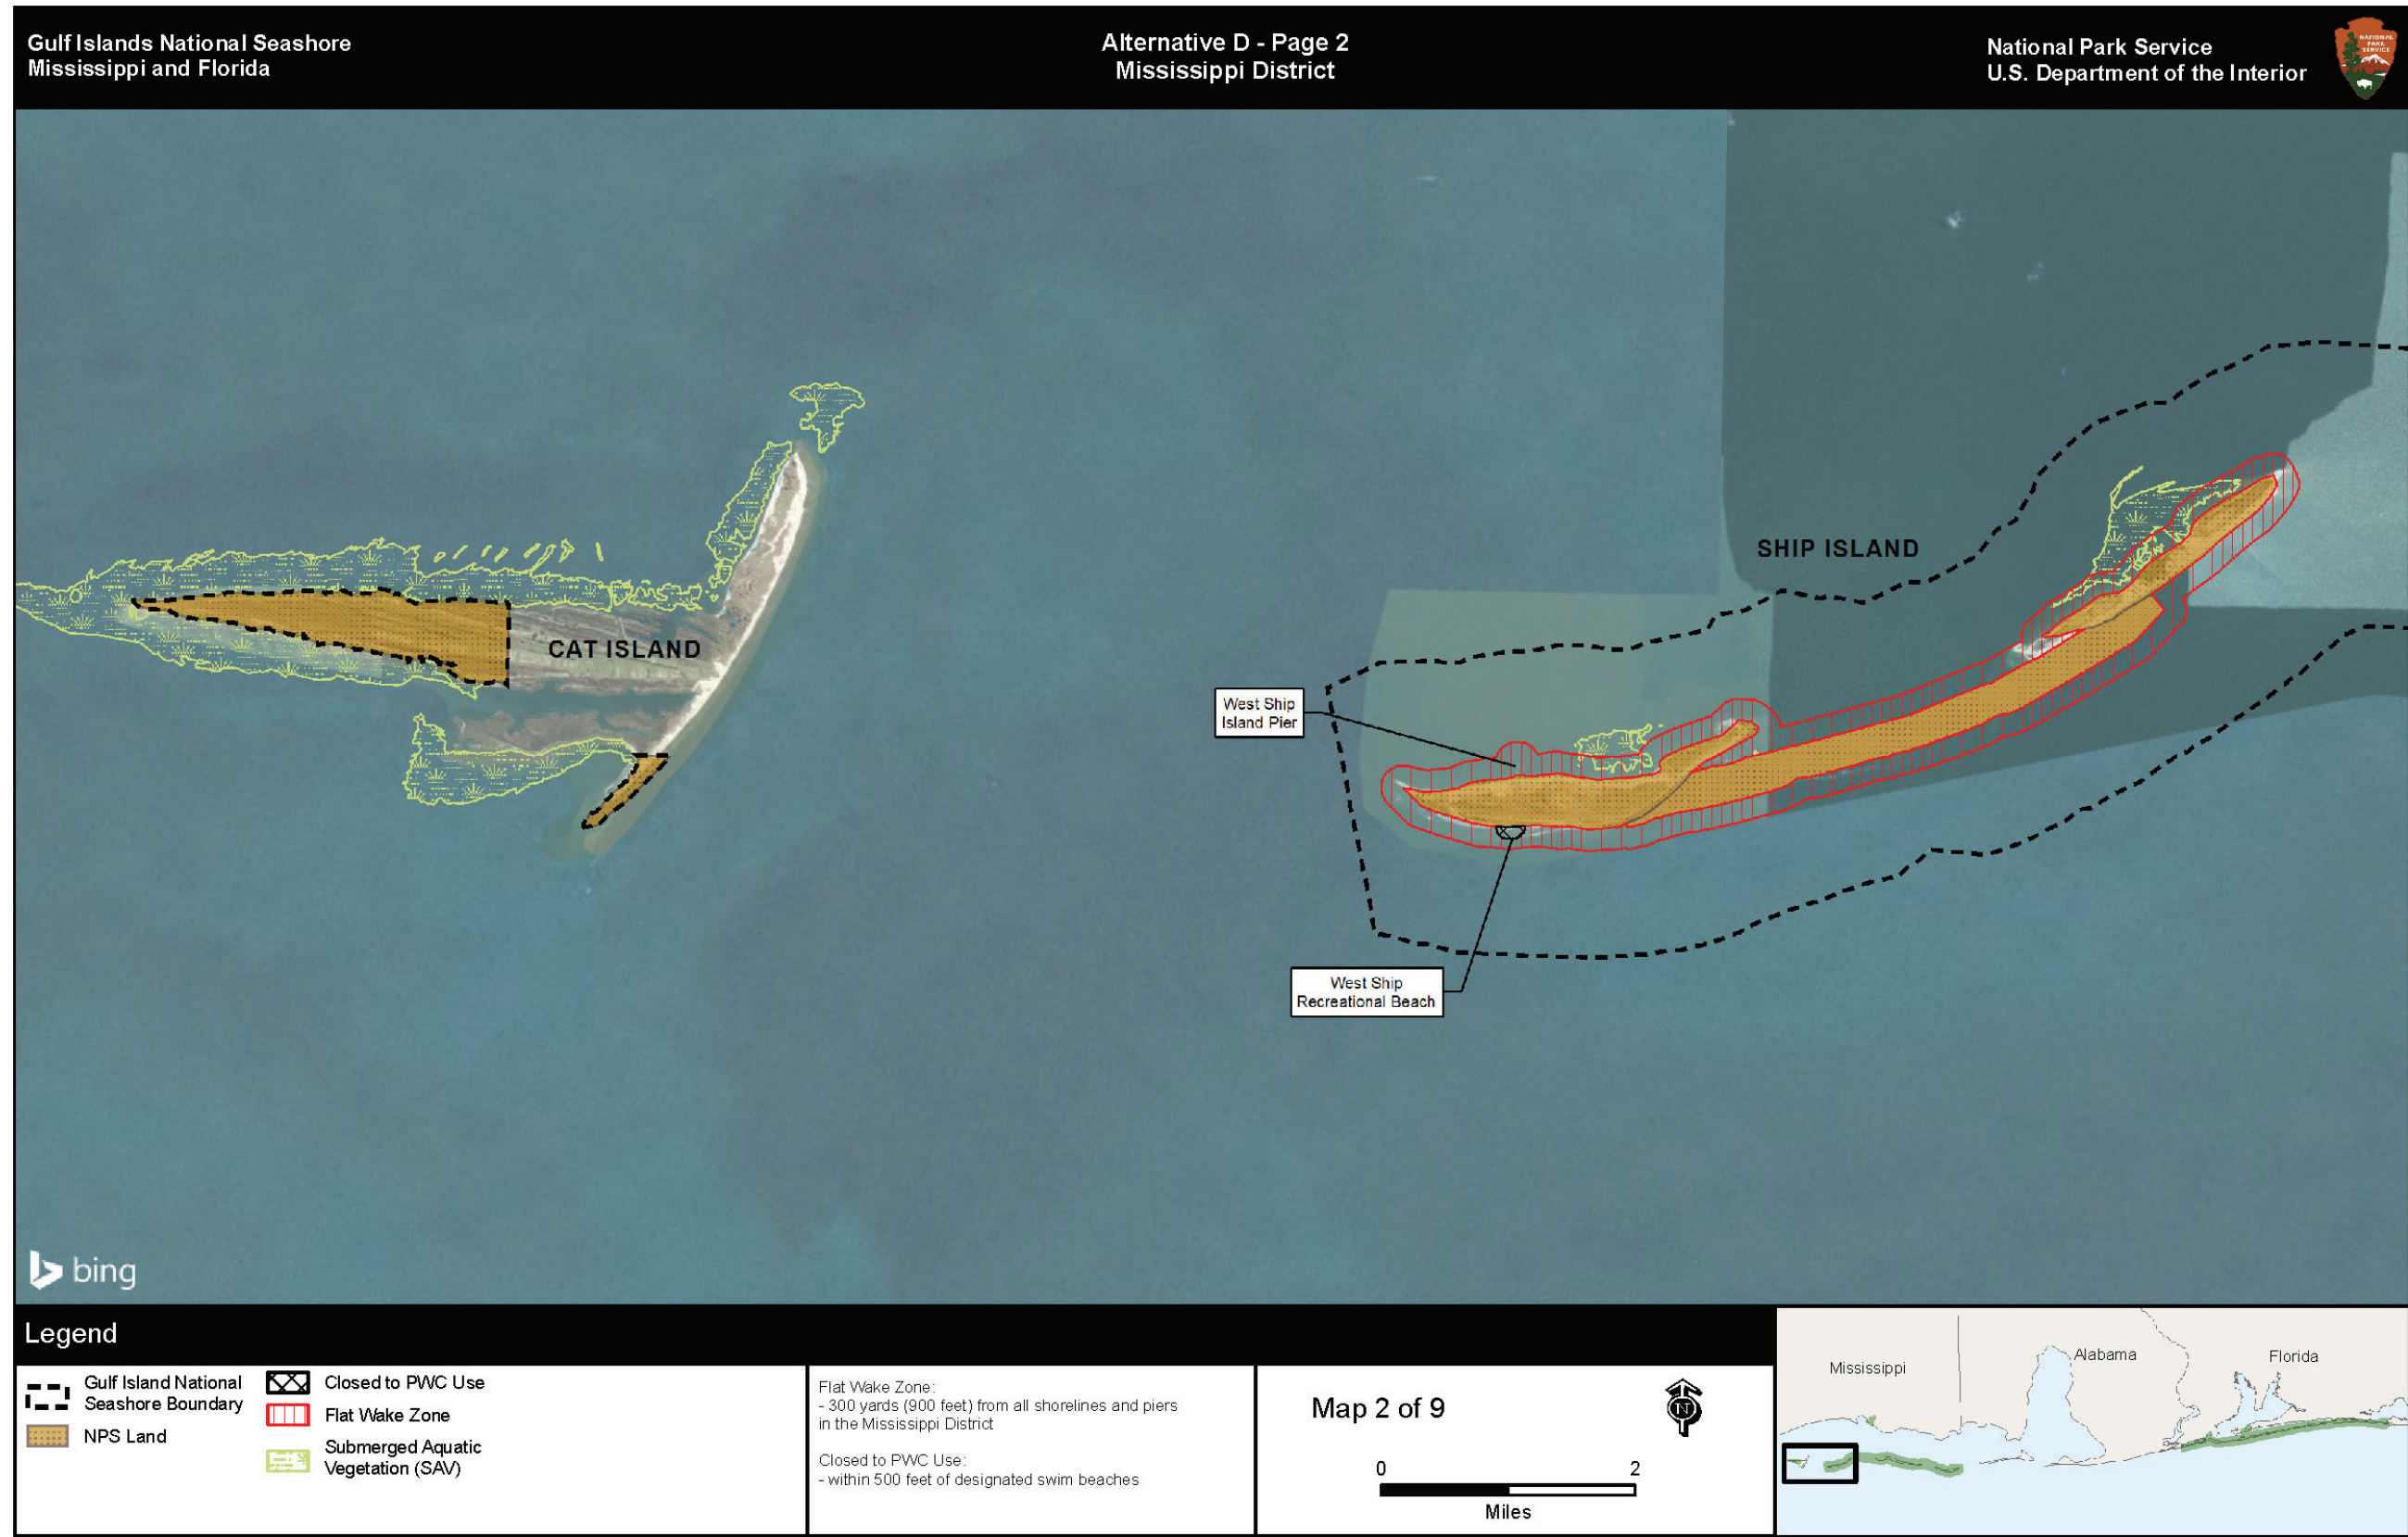 Gulf Islands National Seashore
Mississippi and Florida
Alternative D - Page 2
Mississippi District
National Park Service
U.S. Department of the Interior
NATIONAL
PARK
SERVICE
SHIP ISLAND
CAT ISLAND
West Ship
Island Pier
West Ship
Recreational Beach
bing
Legend
Gulf Island National
Seashore Boundary
NPS Land
Closed to PWC Use
Flat Wake Zone
Submerged Aquatic
Vegetation (SAV)
Flat Wake Zone:
- 300 yards (900 feet) from all shorelines and piers
in the Mississippi District
Closed to PWC Use:
- within 500 feet of designated swim beaches
Map 2 of 9
N
0 2
Miles
Mississippi
Alabama
Florida